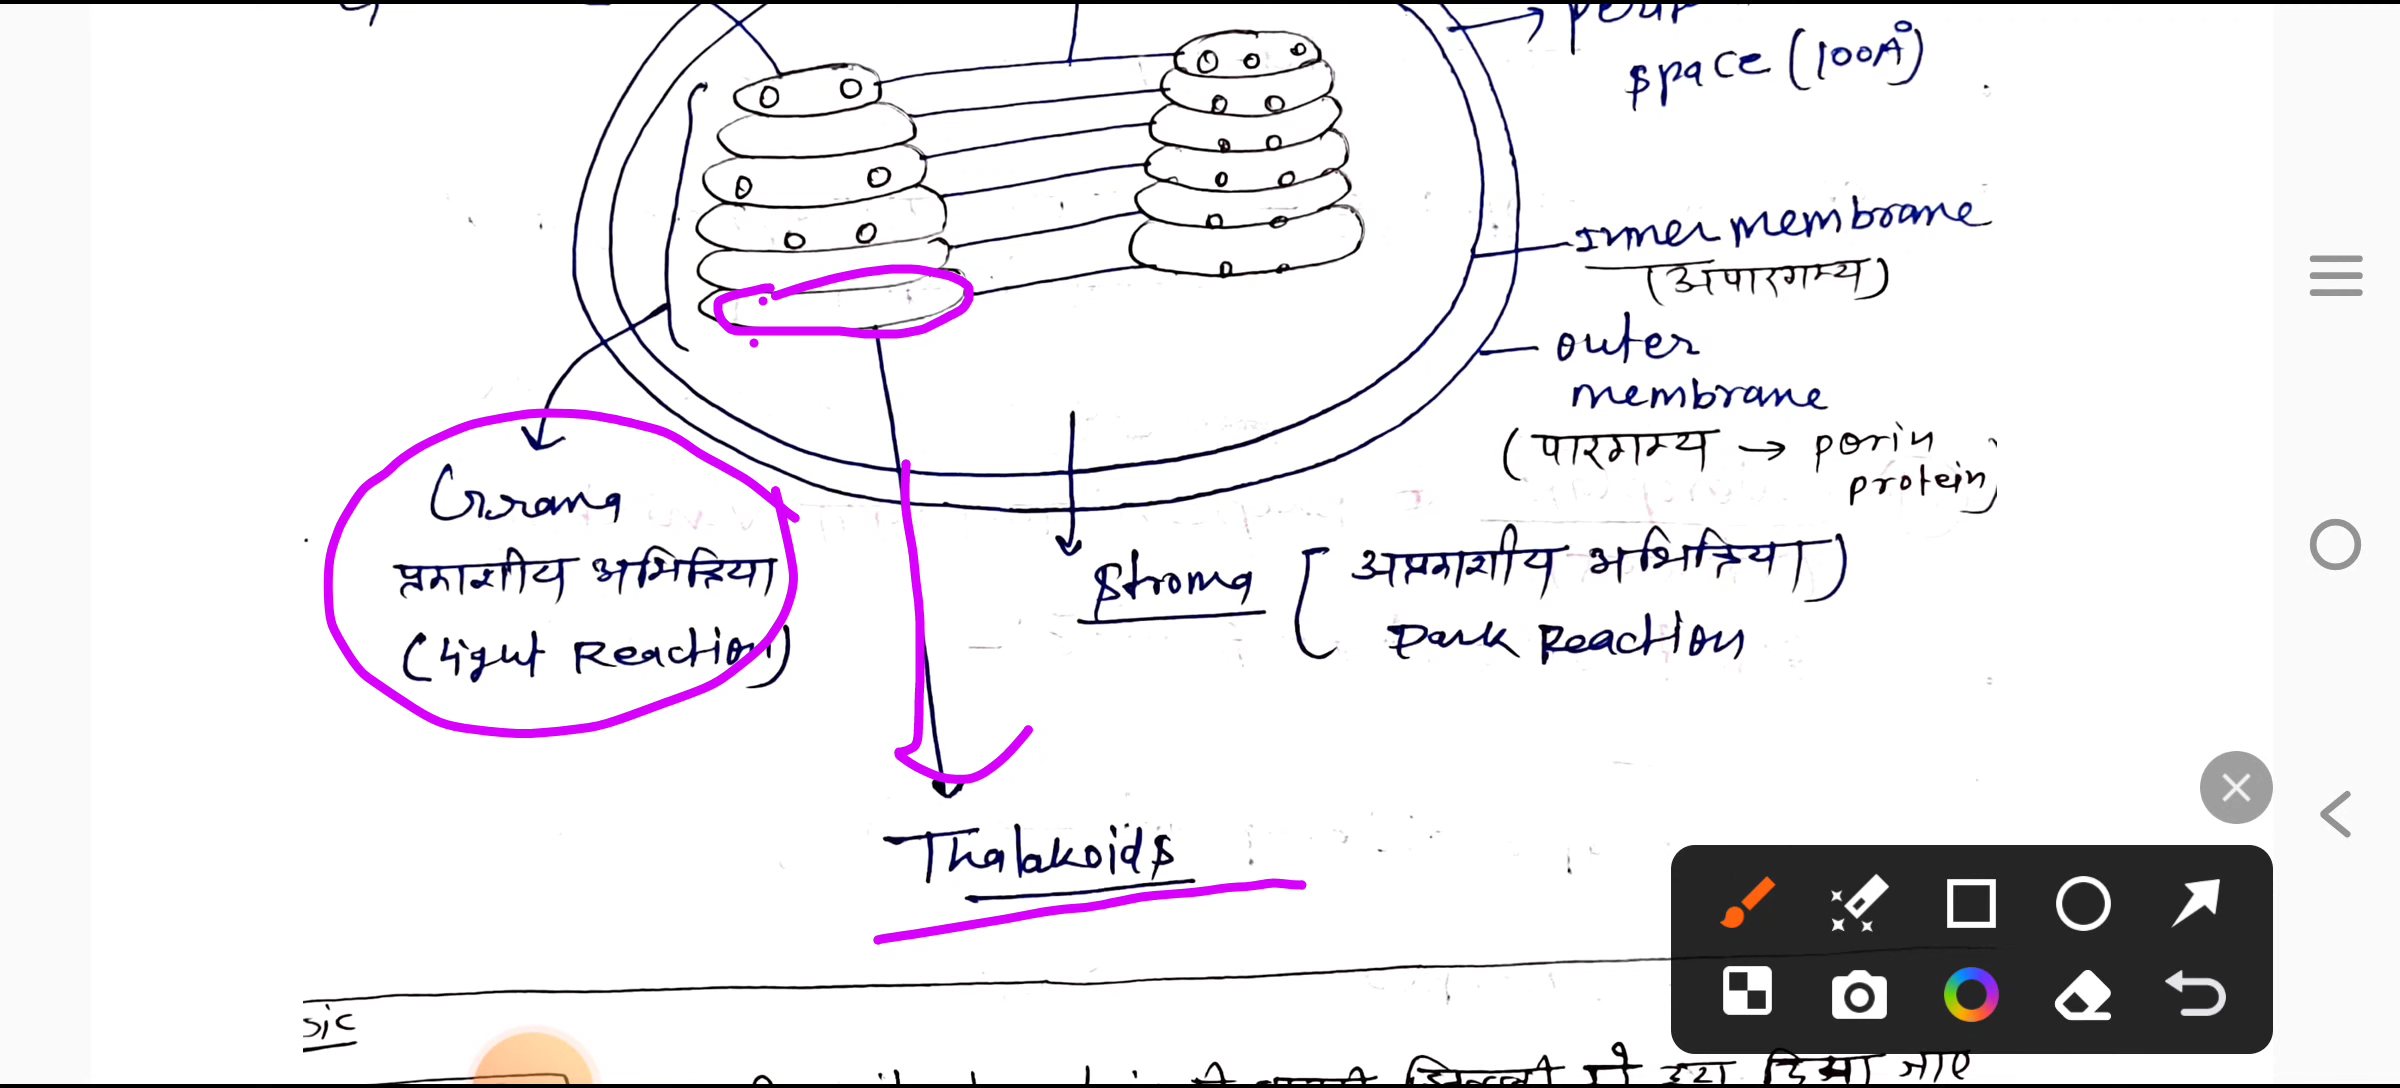 space (100Å)
Inner membrane
(अपारगम्य)
outer
membrane
(पारगम्य → porin
protein)
Grana
प्रकाशीय अभिक्रिया
(Light Reaction)
Stroma
अप्रकाशीय अभिक्रिया)
Dark Reaction
Thalakoids
sic
दिया जाए